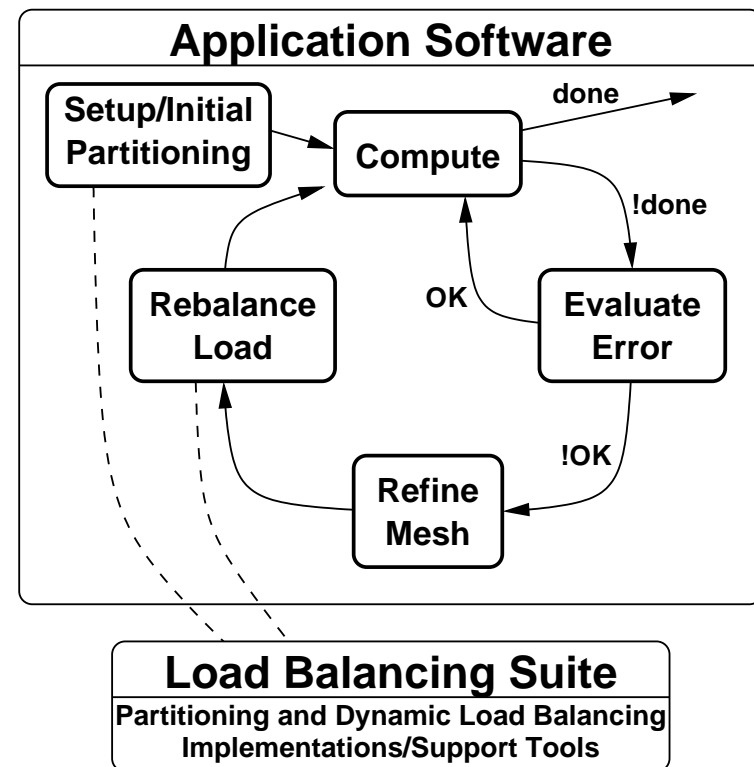 Application Software
Setup/Initial
Partitioning
Compute
done
!done
Rebalance
Load
OK
Evaluate
Error
!OK
Refine
Mesh
Load Balancing Suite
Partitioning and Dynamic Load Balancing
Implementations/Support Tools